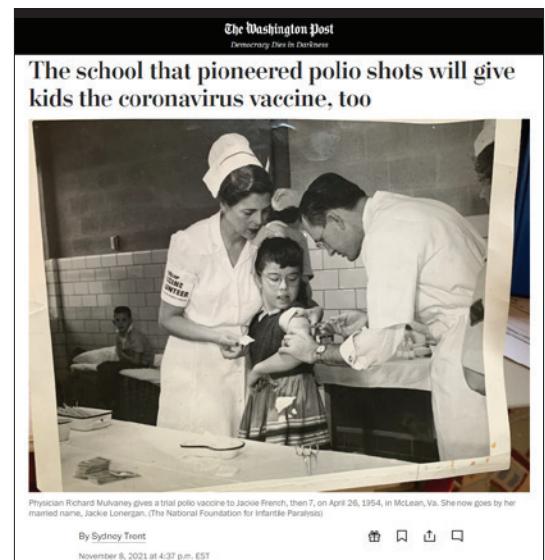 The Washington Post
Democracy Dies in Darkness
The school that pioneered polio shots will give
kids the coronavirus vaccine, too
VOLUNTEER
Physician Richard Mulvaney gives a trial polio vaccine to Jackie French, then 7, on April 26, 1954, in McLean, Va. She now goes by her
married name, Jackie Lonergan. (The National Foundation for Infantile Paralysis)
By Sydney Trent
November 8, 2021 at 4:37 p.m. EST